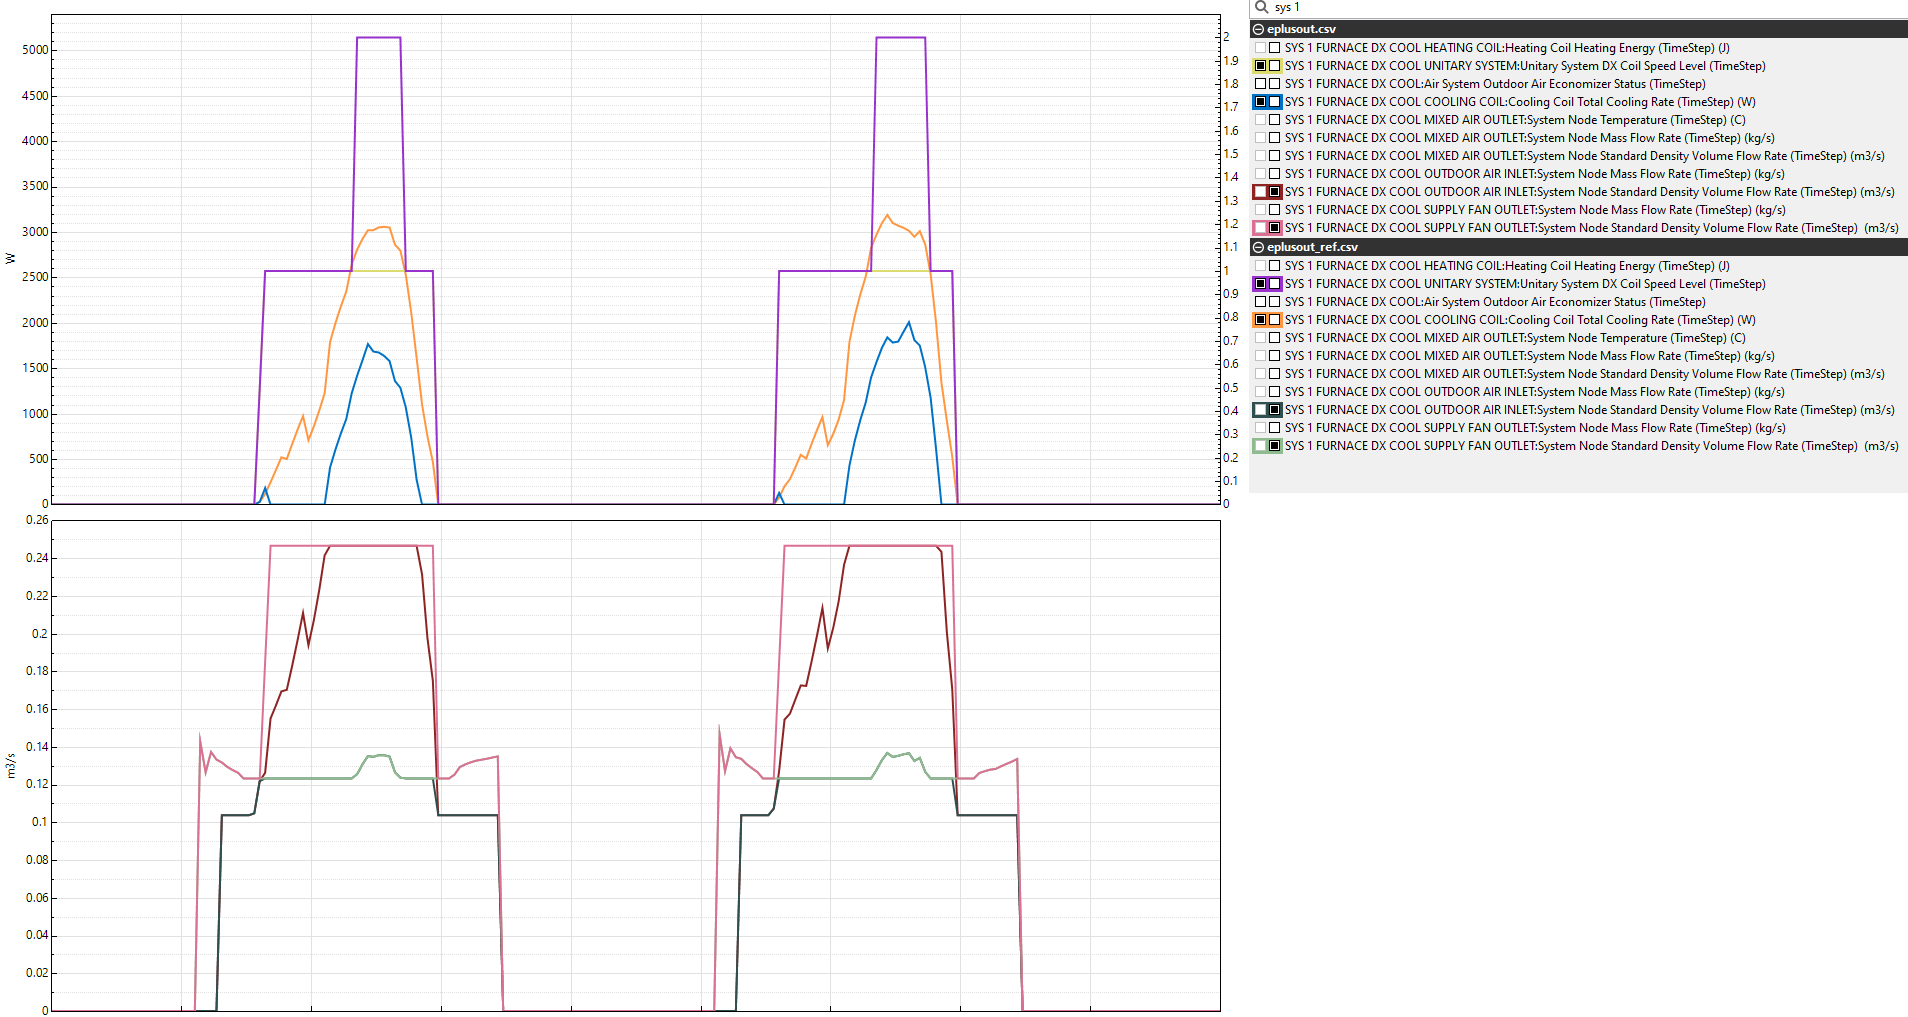 sys 1
eplusout.csv
SYS 1 FURNACE DX COOL HEATING COIL:Heating Coil Heating Energy (TimeStep) (J)
SYS 1 FURNACE DX COOL UNITARY SYSTEM:Unitary System DX Coil Speed Level (TimeStep)
SYS 1 FURNACE DX COOL:Air System Outdoor Air Economizer Status (TimeStep)
SYS 1 FURNACE DX COOL COOLING COIL:Cooling Coil Total Cooling Rate (TimeStep) (W)
SYS 1 FURNACE DX COOL MIXED AIR OUTLET:System Node Temperature (TimeStep) (C)
SYS 1 FURNACE DX COOL MIXED AIR OUTLET:System Node Mass Flow Rate (TimeStep) (kg/s)
SYS 1 FURNACE DX COOL MIXED AIR OUTLET:System Node Standard Density Volume Flow Rate (TimeStep) (m3/s)
SYS 1 FURNACE DX COOL OUTDOOR AIR INLET:System Node Mass Flow Rate (TimeStep) (kg/s)
SYS 1 FURNACE DX COOL OUTDOOR AIR INLET:System Node Standard Density Volume Flow Rate (TimeStep) (m3/s)
SYS 1 FURNACE DX COOL SUPPLY FAN OUTLET:System Node Mass Flow Rate (TimeStep) (kg/s)
SYS 1 FURNACE DX COOL SUPPLY FAN OUTLET:System Node Standard Density Volume Flow Rate (TimeStep) (m3/s)
eplusout_ref.csv
SYS 1 FURNACE DX COOL HEATING COIL:Heating Coil Heating Energy (TimeStep) (J)
SYS 1 FURNACE DX COOL UNITARY SYSTEM:Unitary System DX Coil Speed Level (TimeStep)
SYS 1 FURNACE DX COOL:Air System Outdoor Air Economizer Status (TimeStep)
SYS 1 FURNACE DX COOL COOLING COIL:Cooling Coil Total Cooling Rate (TimeStep) (W)
SYS 1 FURNACE DX COOL MIXED AIR OUTLET:System Node Temperature (TimeStep) (C)
SYS 1 FURNACE DX COOL MIXED AIR OUTLET:System Node Mass Flow Rate (TimeStep) (kg/s)
SYS 1 FURNACE DX COOL MIXED AIR OUTLET:System Node Standard Density Volume Flow Rate (TimeStep) (m3/s)
SYS 1 FURNACE DX COOL OUTDOOR AIR INLET:System Node Mass Flow Rate (TimeStep) (kg/s)
SYS 1 FURNACE DX COOL OUTDOOR AIR INLET:System Node Standard Density Volume Flow Rate (TimeStep) (m3/s)
SYS 1 FURNACE DX COOL SUPPLY FAN OUTLET:System Node Mass Flow Rate (TimeStep) (kg/s)
SYS 1 FURNACE DX COOL SUPPLY FAN OUTLET:System Node Standard Density Volume Flow Rate (TimeStep) (m3/s)
W
5000
4500
4000
3500
3000
2500
2000
1500
1000
500
0
2
1.9
1.8
1.7
1.6
1.5
1.4
1.3
1.2
1.1
1
0.9
0.8
0.7
0.6
0.5
0.4
0.3
0.2
0.1
0
m3/s
0.26
0.24
0.22
0.2
0.18
0.16
0.14
0.12
0.1
0.08
0.06
0.04
0.02
0